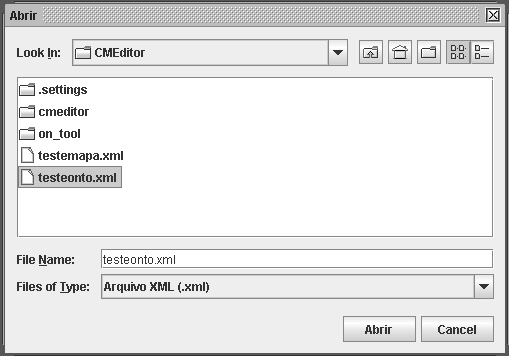 Abrir
Look In: CMEditor
.settings
cmeditor
on_tool
testemapa.xml
testeonto.xml
File Name: testeonto.xml
Files of Type: Arquivo XML (.xml)
Abrir Cancel